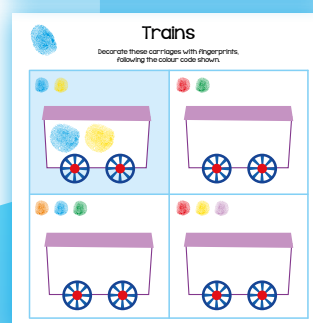 Trains
Decorate these carriages with fingerprints,
following the colour code shown.